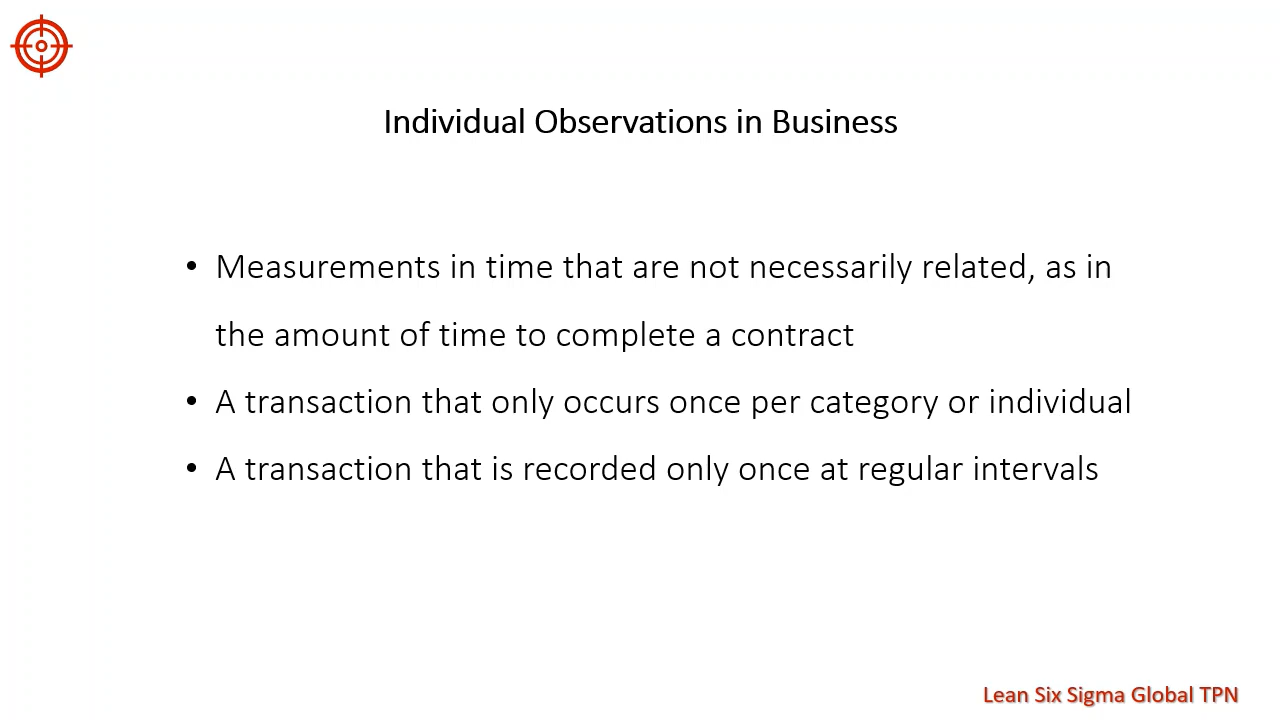 Individual Observations in Business
• Measurements in time that are not necessarily related, as in
the amount of time to complete a contract
• A transaction that only occurs once per category or individual
• A transaction that is recorded only once at regular intervals
Lean Six Sigma Global TPN